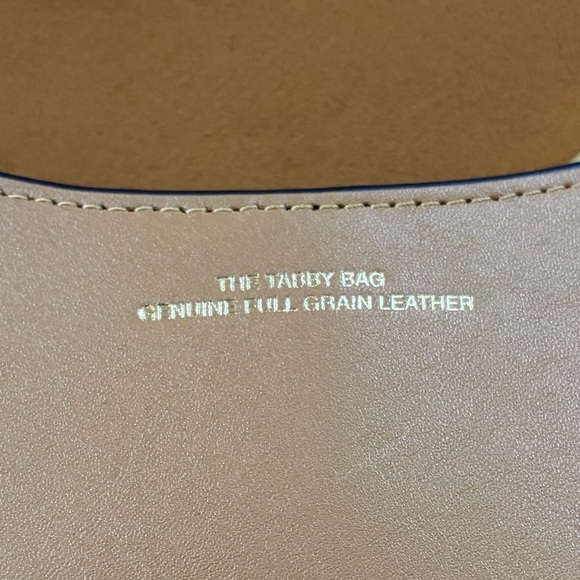 THE TABBY BAG
GENUINE FULL GRAIN LEATHER